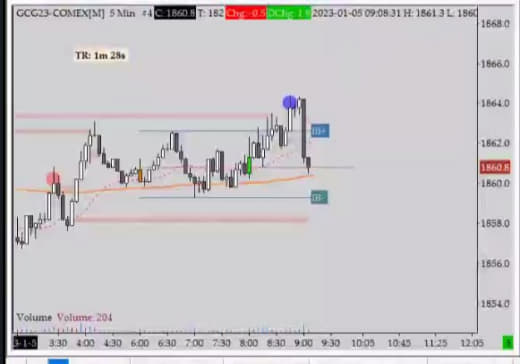 GCG23-COMEX[M] 5 Min #4 C: 1860.8 T: 182 Chg: -0.5 DChg: 1.9 2023-01-05 09:08:31 H: 1861.3 L: 1860
1868.0
TR: 1m 28s
1866.0
1864.0
IB+
1862.0
1860.8
1860.0
IB-
1858.0
1856.0
1854.0
Volume Volume: 204
3-1-5 3:30 4:00 5:00 6:00 6:30 7:00 7:30 8:00 8:30 9:00 9:30 10:05 10:35 11:25 12:05